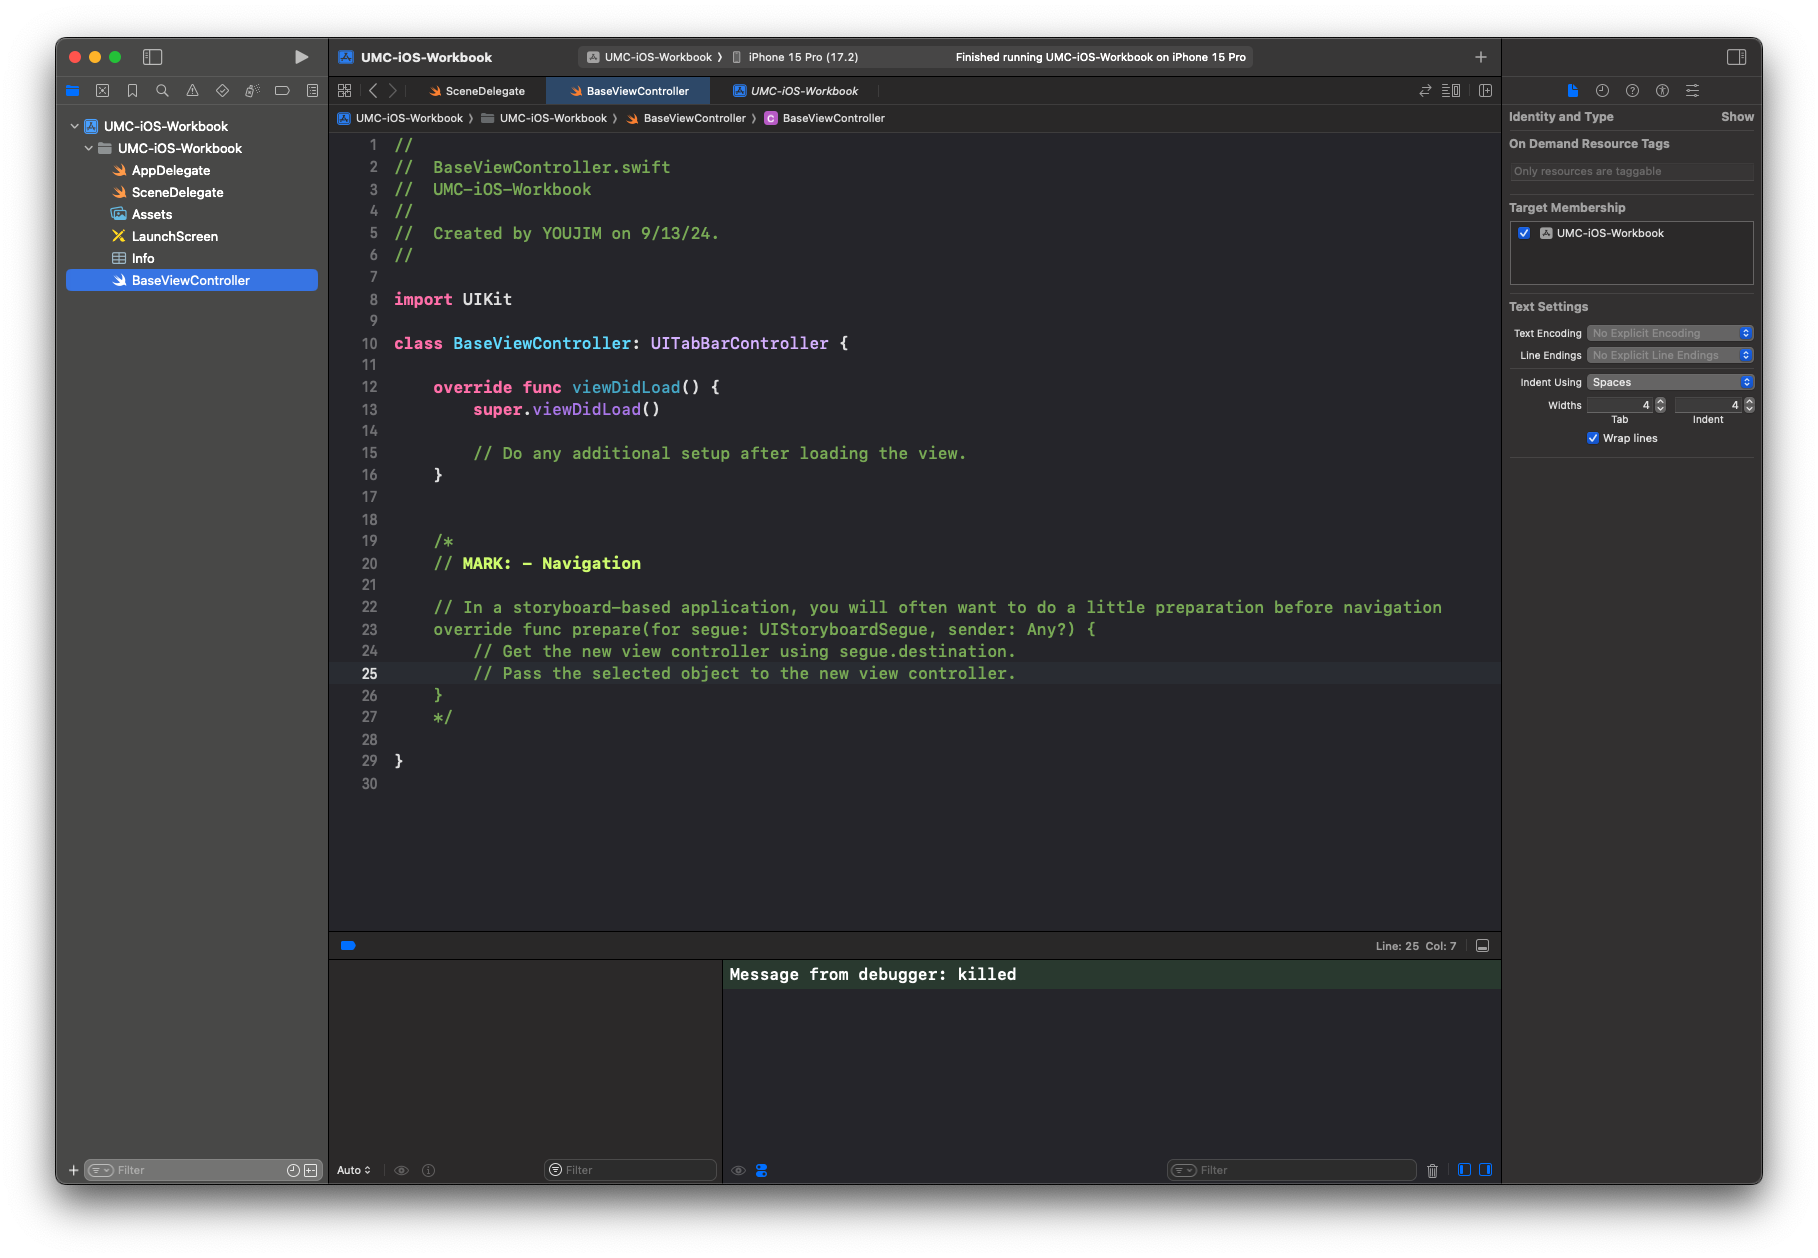 UMC-iOS-Workbook
UMC-iOS-Workbook 〉 iPhone 15 Pro (17.2)
Finished running UMC-iOS-Workbook on iPhone 15 Pro
SceneDelegate
BaseViewController
UMC-iOS-Workbook
UMC-iOS-Workbook 〉 UMC-iOS-Workbook 〉 BaseViewController 〉 C BaseViewController
UMC-iOS-Workbook
UMC-iOS-Workbook
AppDelegate
SceneDelegate
Assets
LaunchScreen
Info
BaseViewController
Filter
1 //
2 //  BaseViewController.swift
3 //  UMC-iOS-Workbook
4 //
5 //  Created by YOUJIM on 9/13/24.
6 //
7
8 import UIKit
9
10 class BaseViewController: UITabBarController {
11
12     override func viewDidLoad() {
13         super.viewDidLoad()
14
15         // Do any additional setup after loading the view.
16     }
17
18
19     /*
20     // MARK: - Navigation
21
22     // In a storyboard-based application, you will often want to do a little preparation before navigation
23     override func prepare(for segue: UIStoryboardSegue, sender: Any?) {
24         // Get the new view controller using segue.destination.
25         // Pass the selected object to the new view controller.
26     }
27     */
28
29 }
30
Line: 25 Col: 7
Message from debugger: killed
Auto
Filter
Filter
Identity and Type
Show
On Demand Resource Tags
Only resources are taggable
Target Membership
UMC-iOS-Workbook
Text Settings
Text Encoding No Explicit Encoding
Line Endings No Explicit Line Endings
Indent Using Spaces
Widths 4 4
Tab Indent
Wrap lines